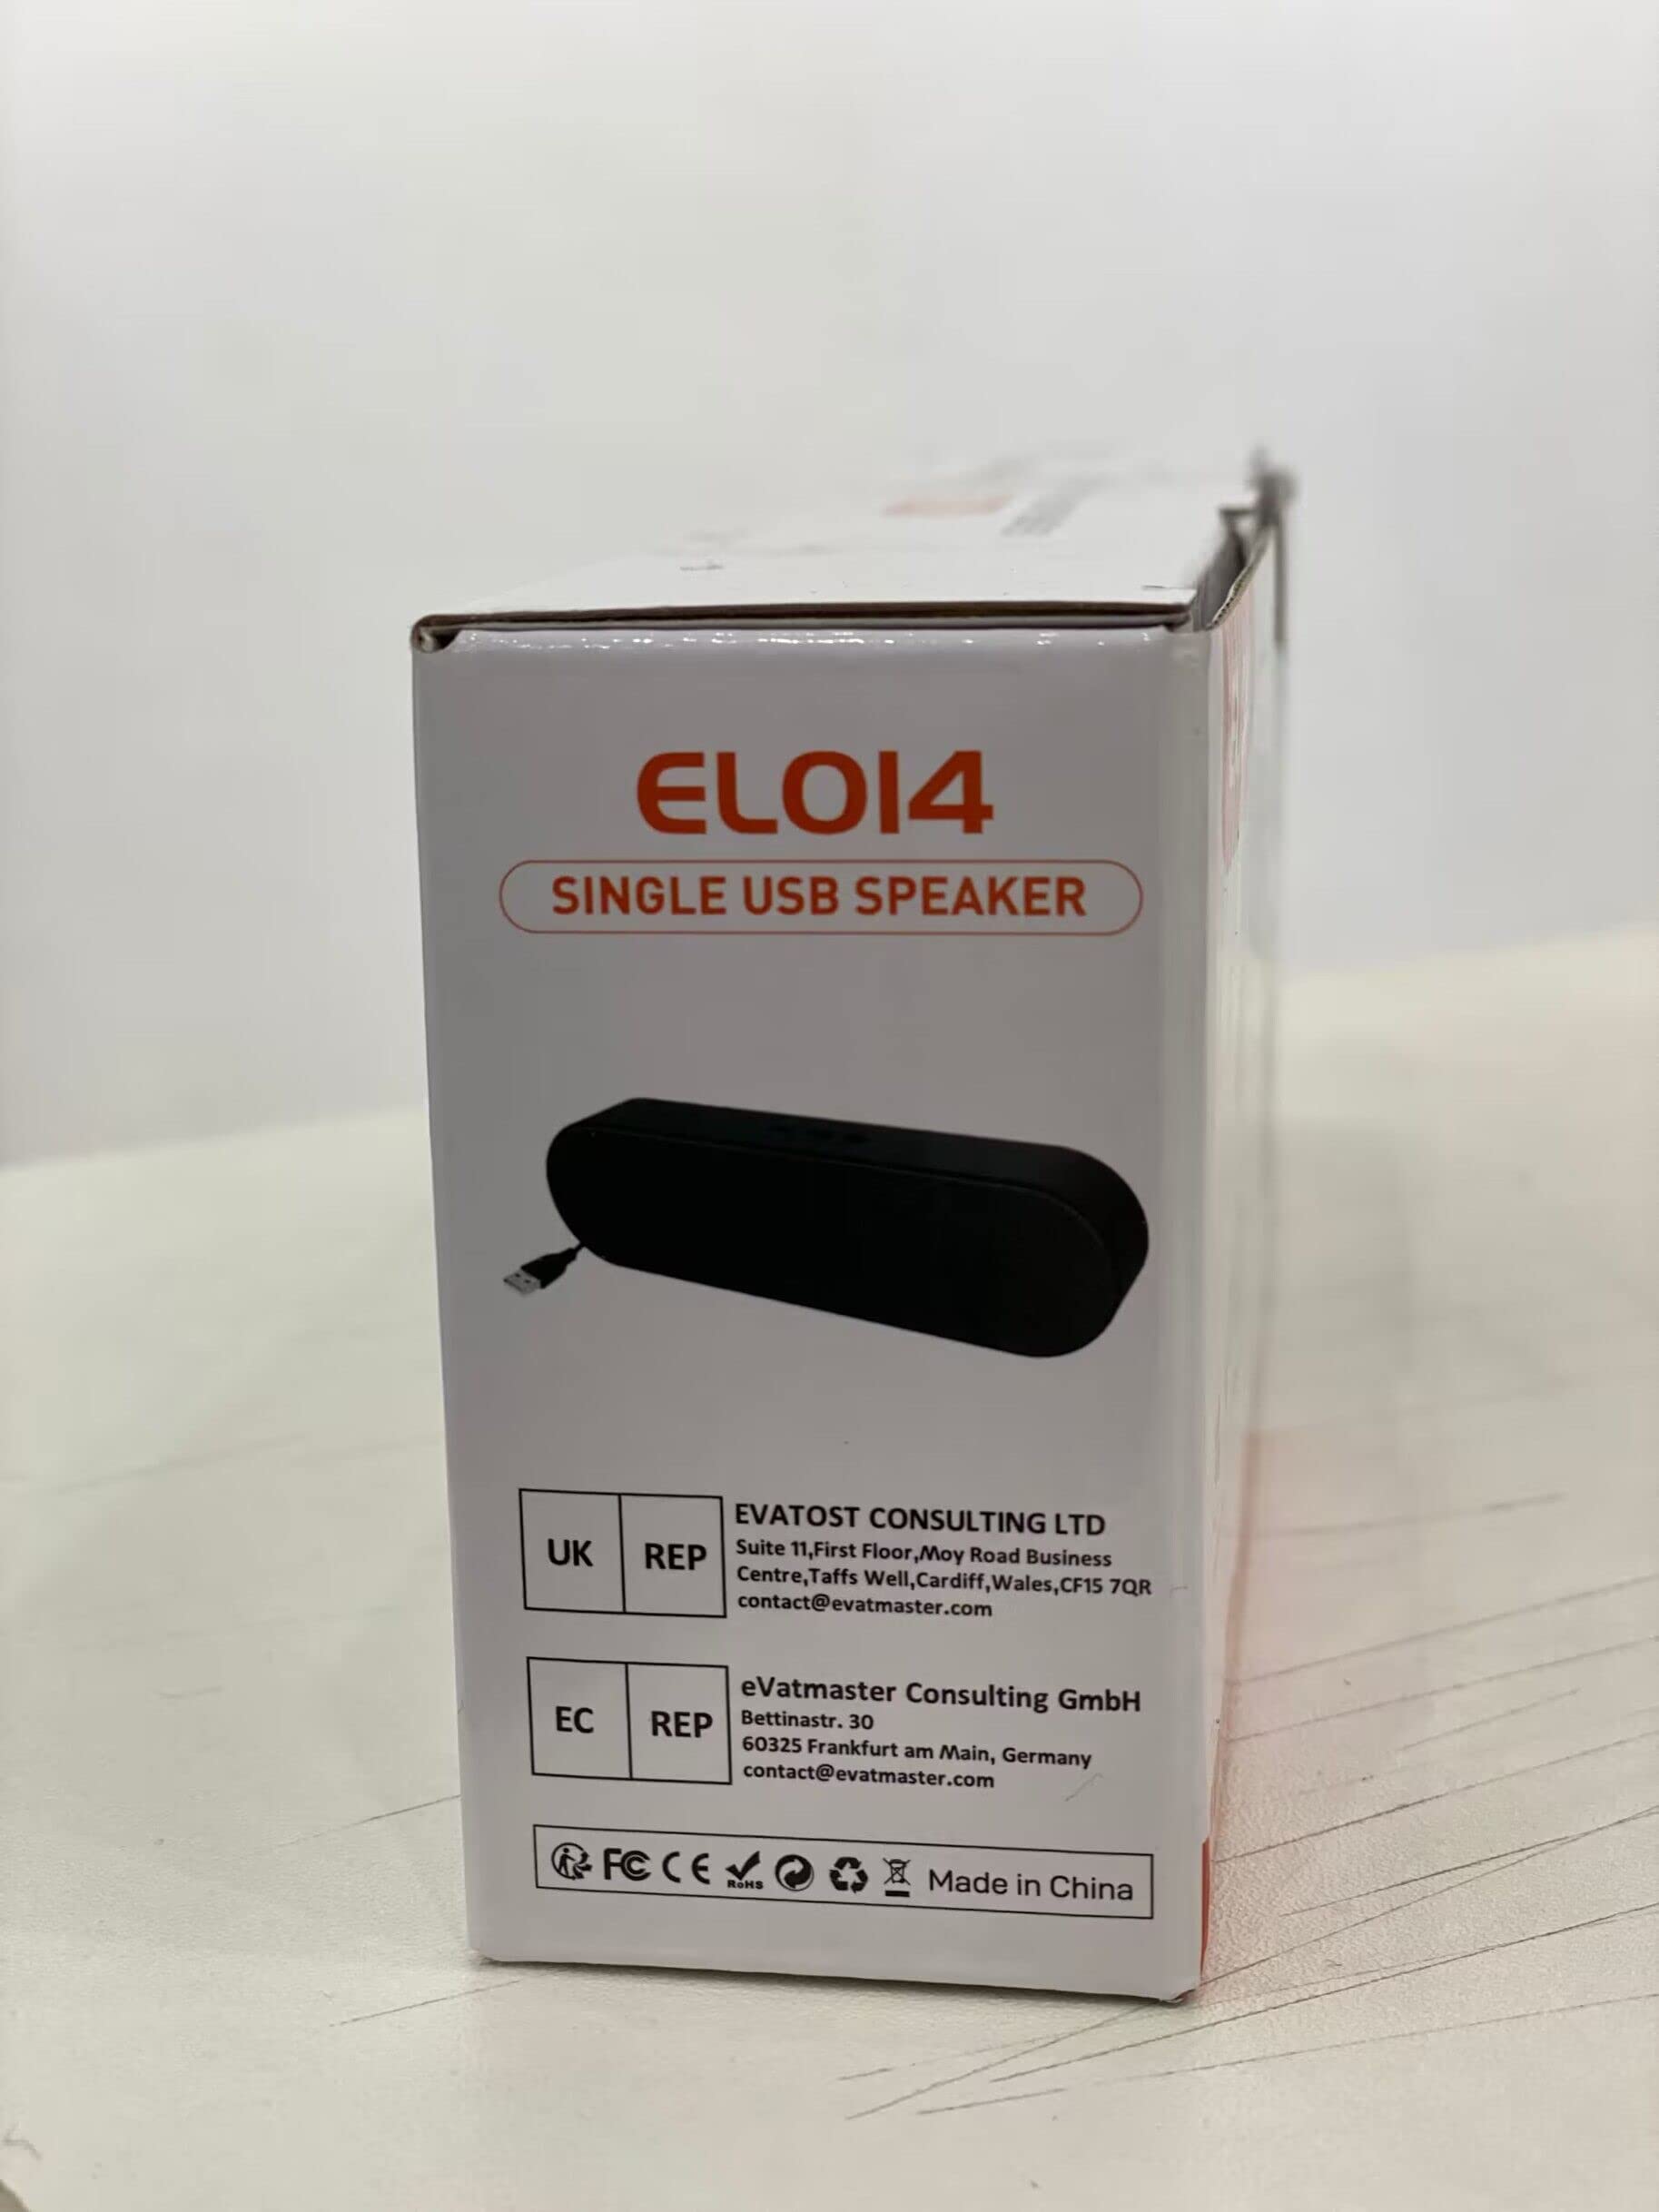 EL014
SINGLE USB SPEAKER
UK REP
EVATOST CONSULTING LTD
Suite 11,First Floor,Moy Road Business
Centre,Taffs Well,Cardiff,Wales,CF15 7QR
contact@evatmaster.com
EC REP
eVatmaster Consulting GmbH
Bettinastr. 30
60325 Frankfurt am Main, Germany
contact@evatmaster.com
FC CE RoHS Made in China